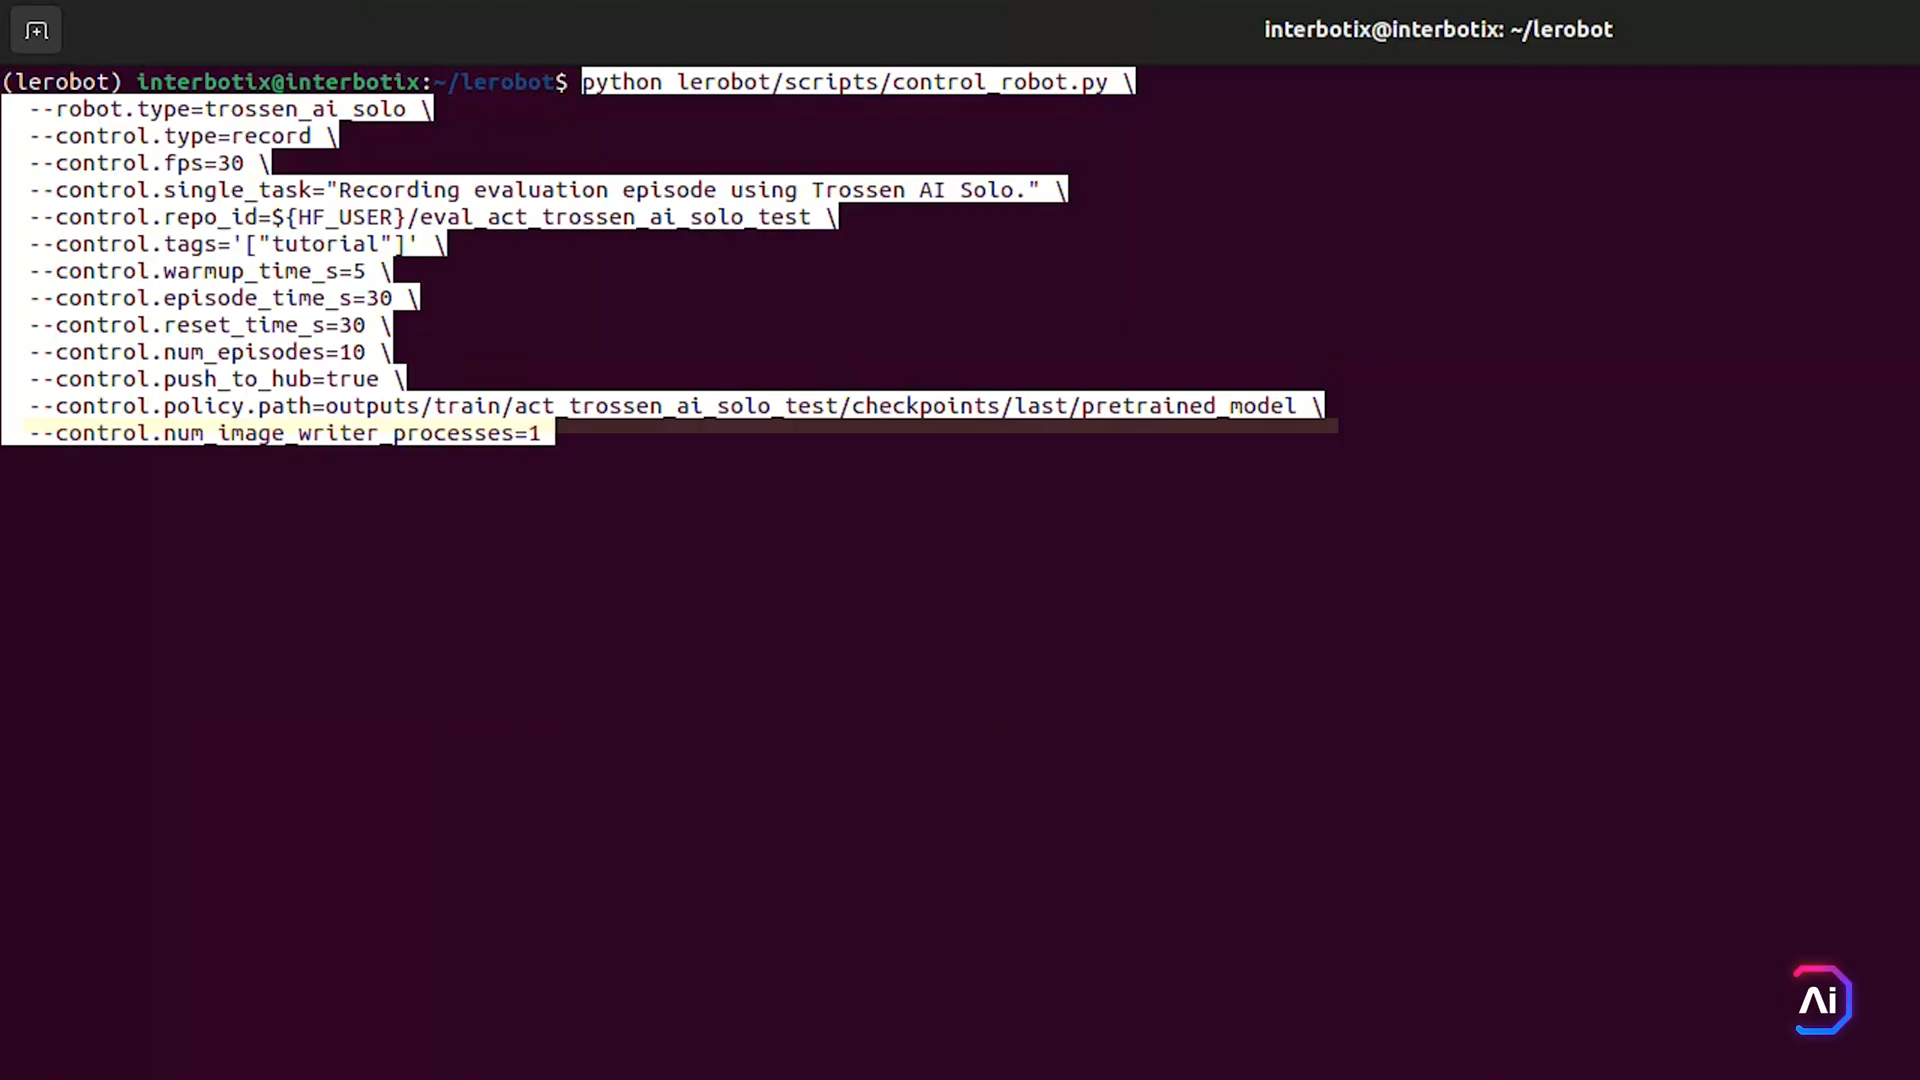 interbotix@interbotix: ~/lerobot
(lerobot) interbotix@interbotix:~/lerobot$ python lerobot/scripts/control_robot.py \
--robot.type=trossen_ai_solo \
--control.type=record \
--control.fps=30 \
--control.single_task="Recording evaluation episode using Trossen AI Solo." \
--control.repo_id=${HF_USER}/eval_act_trossen_ai_solo_test \
--control.tags='["tutorial"]' \
--control.warmup_time_s=5 \
--control.episode_time_s=30 \
--control.reset_time_s=30 \
--control.num_episodes=10 \
--control.push_to_hub=true \
--control.policy.path=outputs/train/act_trossen_ai_solo_test/checkpoints/last/pretrained_model \
--control.num_image_writer_processes=1
Ai